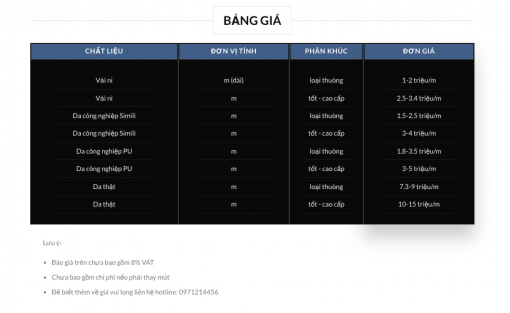 BẢNG GIÁ
CHẤT LIỆU ĐƠN VỊ TÍNH PHÂN KHÚC ĐƠN GIÁ
Vải nỉ m (dài) loại thường 1-2 triệu/m
Vải nỉ m tốt - cao cấp 2.5-3.4 triệu/m
Da công nghiệp Simili m loại thường 1.5-2.5 triệu/m
Da công nghiệp Simili m tốt - cao cấp 3-4 triệu/m
Da công nghiệp PU m loại thường 1.8-3.5 triệu/m
Da công nghiệp PU m tốt - cao cấp 3-5 triệu/m
Da thật m loại thường 7.3-9 triệu/m
Da thật m tốt - cao cấp 10-15 triệu/m
Lưu ý:
• Báo giá trên chưa bao gồm 8% VAT
• Chưa bao gồm chi phí nếu phải thay mút
• Để biết thêm về giá vui long liên hệ hotline: 0971214456